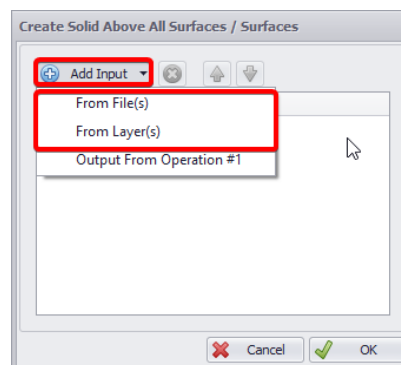 Create Solid Above All Surfaces / Surfaces
Add Input
From File(s)
From Layer(s)
Output From Operation #1
Cancel OK